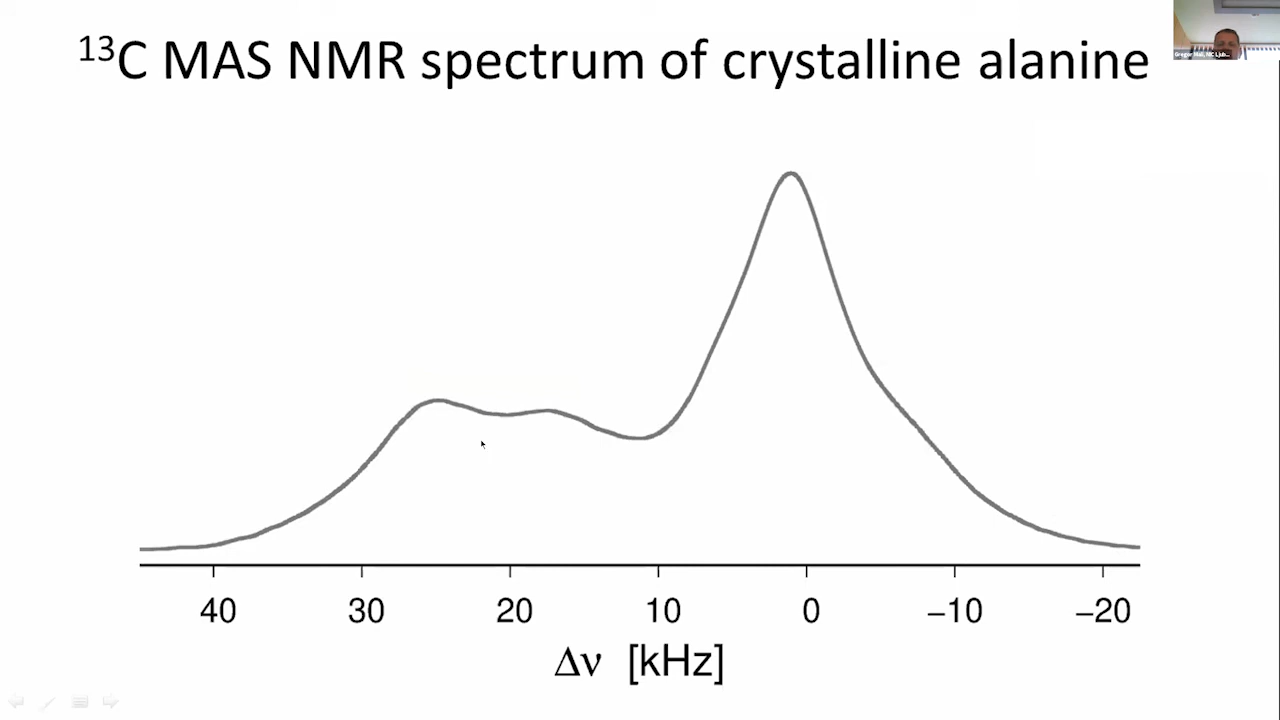 ¹³C MAS NMR spectrum of crystalline alanine
40 30 20 10 0 −10 −20
Δν [kHz]